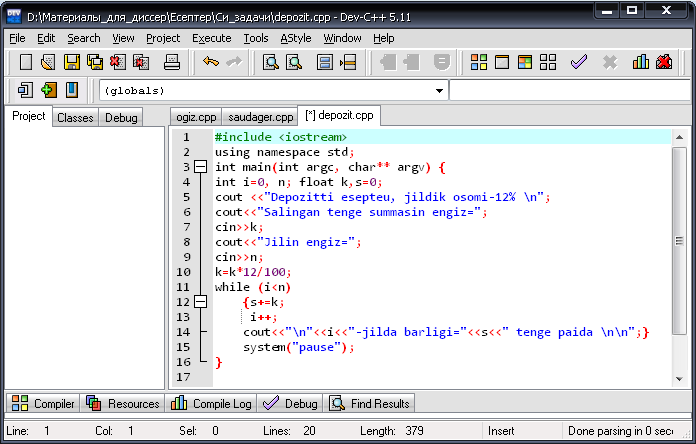 D:\Материалы_для_диссер\Есептер\Си_задачи\depozit.cpp - Dev-C++ 5.11
File Edit Search View Project Execute Tools AStyle Window Help
(globals)
Project Classes Debug
ogiz.cpp saudager.cpp [*] depozit.cpp
1 #include <iostream>
2 using namespace std;
3 int main(int argc, char** argv) {
4 int i=0, n; float k,s=0;
5 cout <<"Depozitti esepteu, jildik osomi-12% \n";
6 cout<<"Salingan tenge summasin engiz=";
7 cin>>k;
8 cout<<"Jilin engiz=";
9 cin>>n;
10 k=k*12/100;
11 while (i<n)
12 {s+=k;
13 i++;
14 cout<<"\n"<<i<<"-jilda barligi="<<s<<" tenge paida \n\n";}
15 system("pause");
16 }
17
Compiler Resources Compile Log Debug Find Results
Line: 1 Col: 1 Sel: 0 Lines: 20 Length: 379 Insert Done parsing in 0 sec